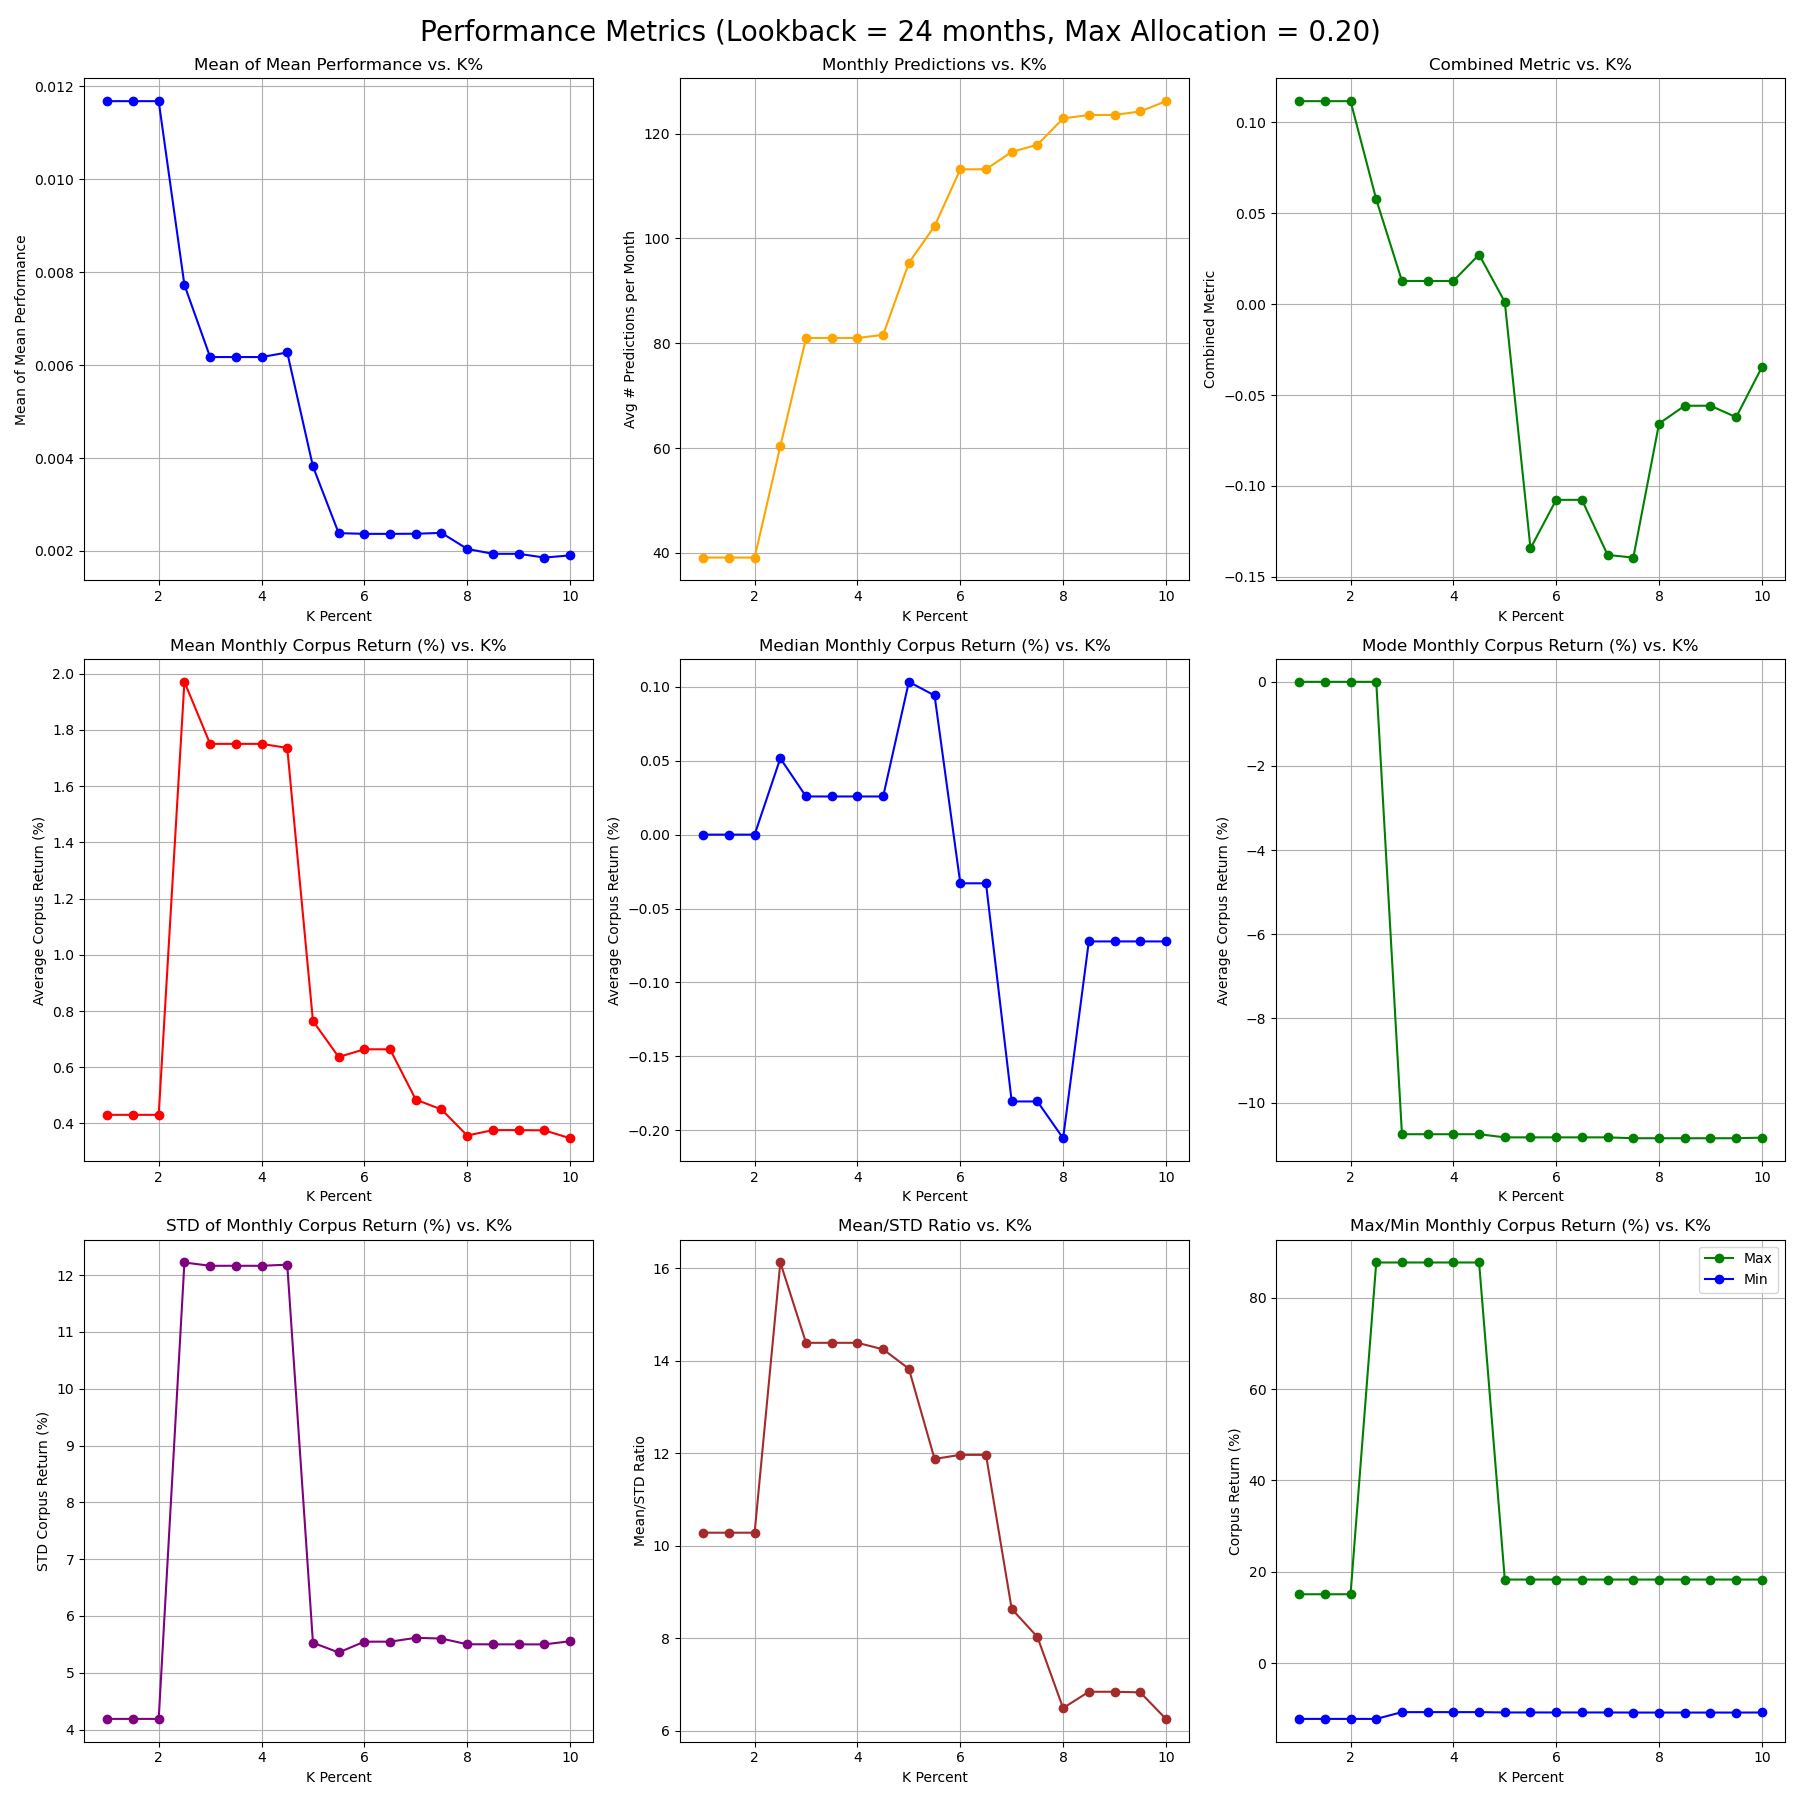 Performance Metrics (Lookback = 24 months, Max Allocation = 0.20)
Mean of Mean Performance vs. K%
0.012
0.010
0.008
0.006
0.004
0.002
Mean of Mean Performance
2 4 6 8 10
K Percent
Monthly Predictions vs. K%
120
100
80
60
40
Avg # Predictions per Month
2 4 6 8 10
K Percent
Combined Metric vs. K%
0.10
0.05
0.00
−0.05
−0.10
−0.15
Combined Metric
2 4 6 8 10
K Percent
Mean Monthly Corpus Return (%) vs. K%
2.0
1.8
1.6
1.4
1.2
1.0
0.8
0.6
0.4
Average Corpus Return (%)
2 4 6 8 10
K Percent
Median Monthly Corpus Return (%) vs. K%
0.10
0.05
0.00
−0.05
−0.10
−0.15
−0.20
Average Corpus Return (%)
2 4 6 8 10
K Percent
Mode Monthly Corpus Return (%) vs. K%
0
−2
−4
−6
−8
−10
Average Corpus Return (%)
2 4 6 8 10
K Percent
STD of Monthly Corpus Return (%) vs. K%
12
11
10
9
8
7
6
5
4
STD Corpus Return (%)
2 4 6 8 10
K Percent
Mean/STD Ratio vs. K%
16
14
12
10
8
6
Mean/STD Ratio
2 4 6 8 10
K Percent
Max/Min Monthly Corpus Return (%) vs. K%
Max
Min
80
60
40
20
0
Corpus Return (%)
2 4 6 8 10
K Percent